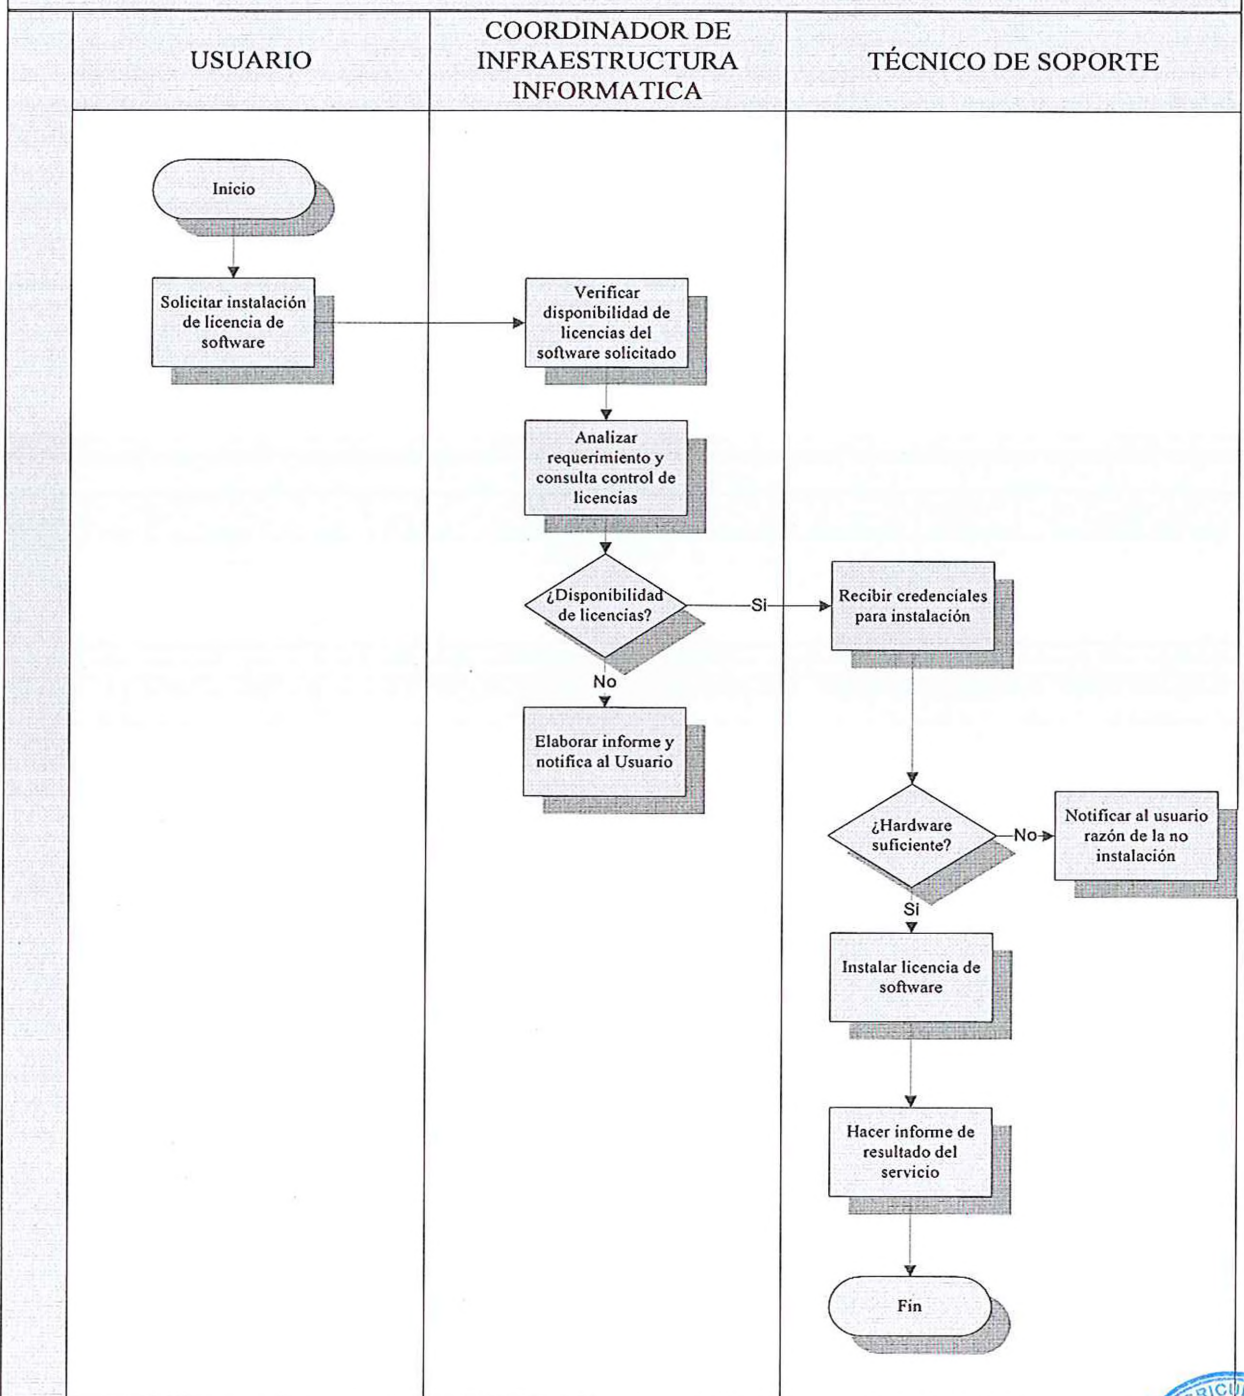 USUARIO
COORDINADOR DE
INFRAESTRUCTURA
INFORMATICA
TÉCNICO DE SOPORTE
Inicio
Solicitar instalación
de licencia de
software
Verificar
disponibilidad de
licencias del
software solicitado
Analizar
requerimiento y
consulta control de
licencias
¿Disponibilidad
de licencias?
Si
Recibir credenciales
para instalación
No
Elaborar informe y
notifica al Usuario
¿Hardware
suficiente?
No
Notificar al usuario
razón de la no
instalación
Si
Instalar licencia de
software
Hacer informe de
resultado del
servicio
Fin